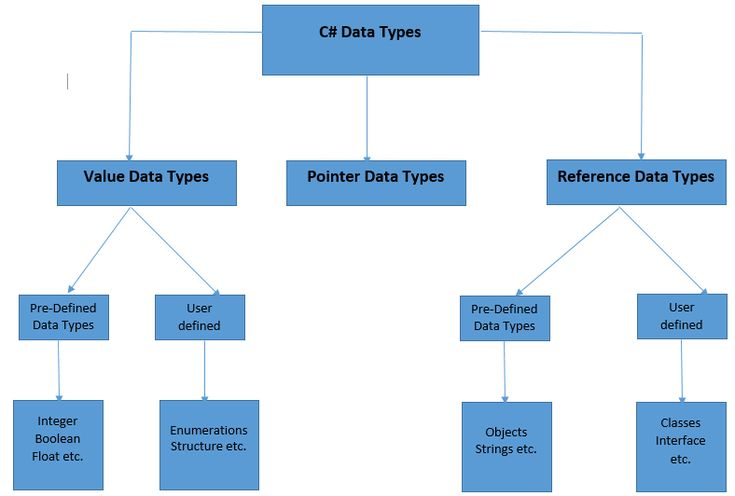 C# Data Types
Value Data Types
Pointer Data Types
Reference Data Types
Pre-Defined
Data Types
User
defined
Pre-Defined
Data Types
User
defined
Integer
Boolean
Float etc.
Enumerations
Structure etc.
Objects
Strings etc.
Classes
Interface
etc.